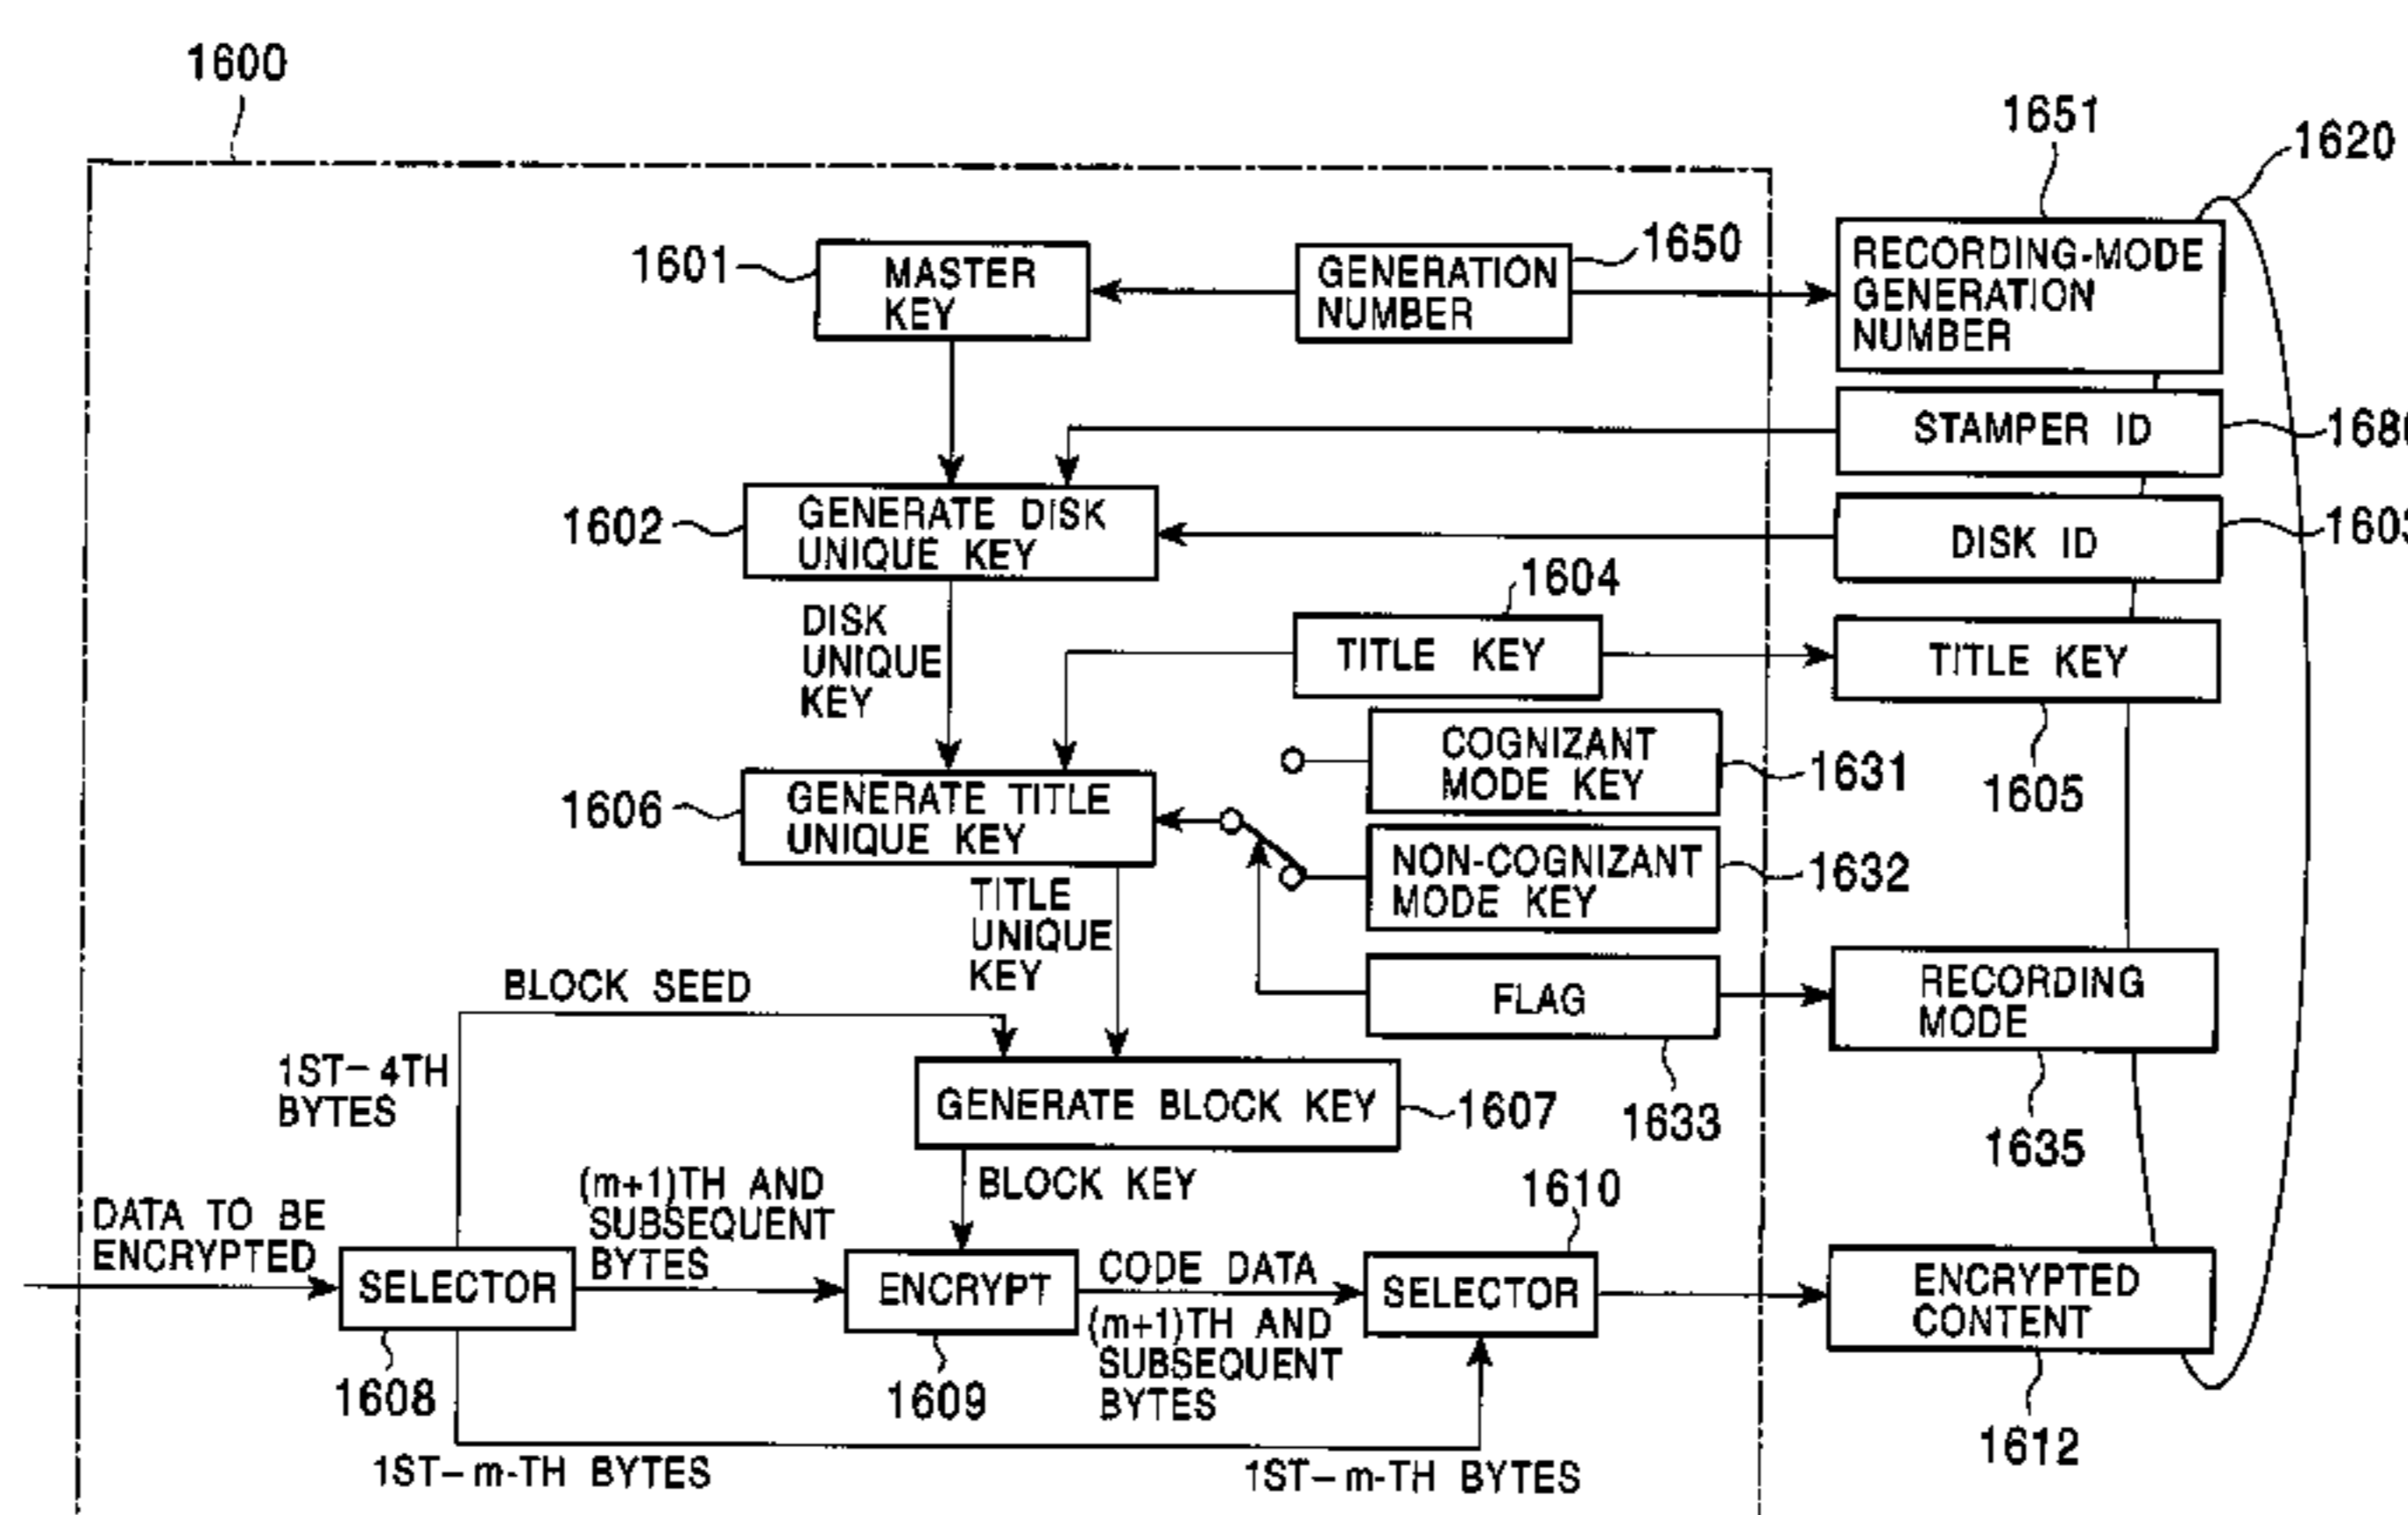 1600
1651
1620
1601
MASTER
KEY
GENERATION
NUMBER
1650
RECORDING-MODE
GENERATION
NUMBER
STAMPER ID
1602
GENERATE DISK
UNIQUE KEY
DISK ID
DISK
UNIQUE
KEY
1604
TITLE KEY
TITLE KEY
1605
COGNIZANT
MODE KEY
1631
1606
GENERATE TITLE
UNIQUE KEY
NON-COGNIZANT
MODE KEY
1632
TITLE
UNIQUE
KEY
FLAG
1633
RECORDING
MODE
1635
BLOCK SEED
1ST-4TH
BYTES
GENERATE BLOCK KEY
1607
BLOCK KEY
DATA TO BE
ENCRYPTED
SELECTOR
1608
(m+1)TH AND
SUBSEQUENT
BYTES
ENCRYPT
1609
CODE DATA
(m+1)TH AND
SUBSEQUENT
BYTES
1610
SELECTOR
ENCRYPTED
CONTENT
1612
1ST-m-TH BYTES
1ST-m-TH BYTES